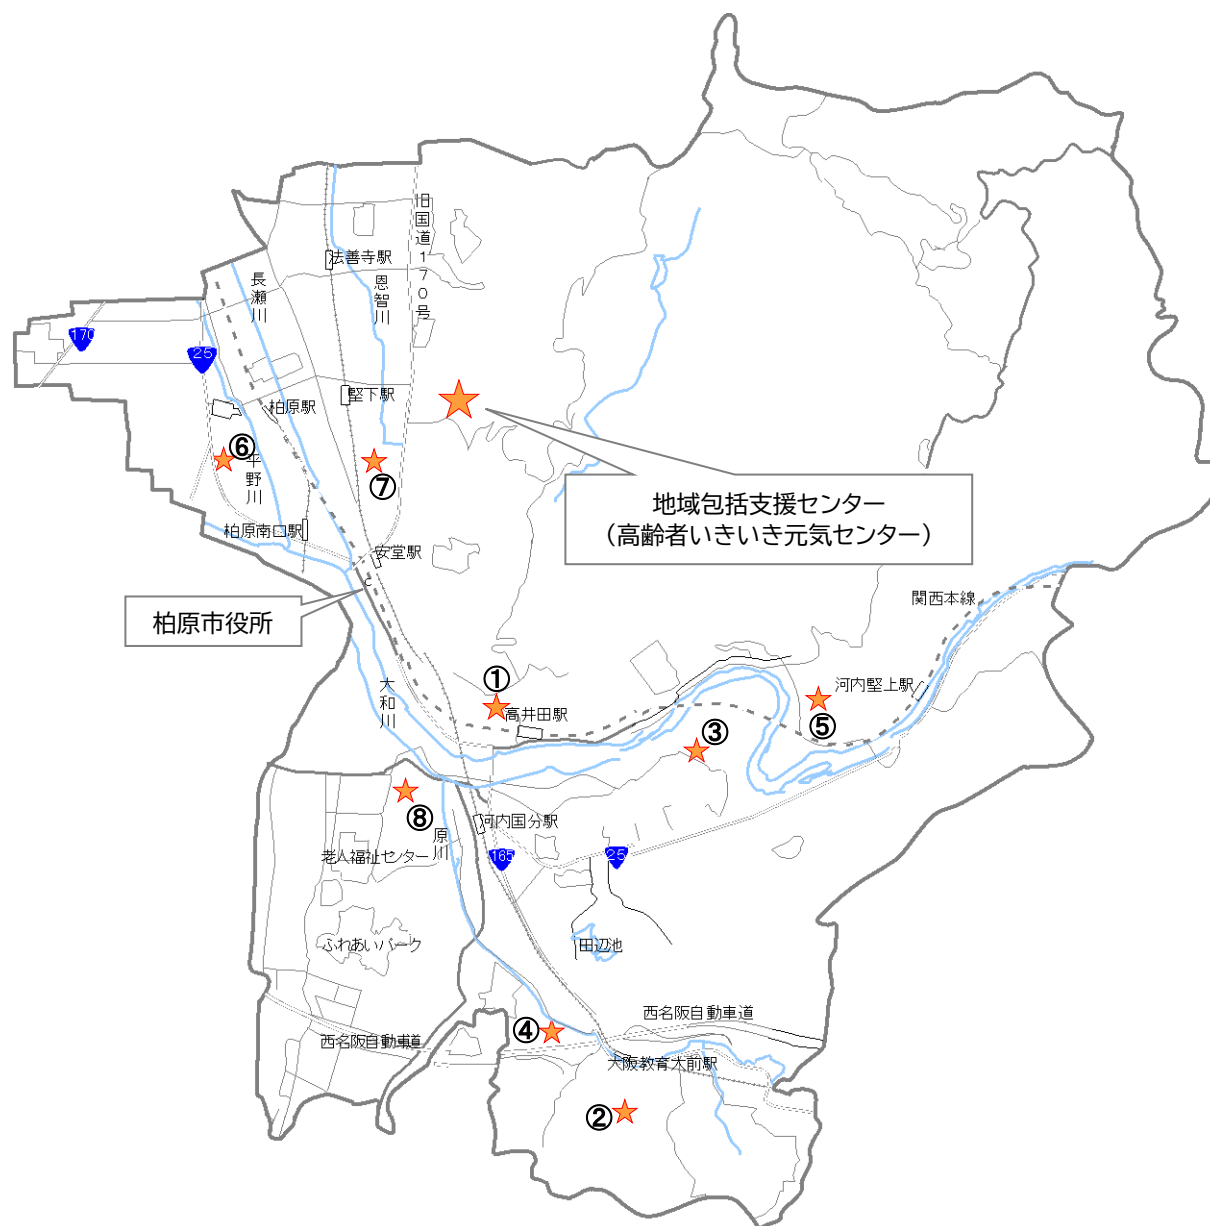 旧国道170号
法善寺駅
長瀬川
恩智川
170
25
柏原駅
堅下駅
⑥
平野川
⑦
地域包括支援センター
（高齢者いきいき元気センター）
柏原南口駅
安堂駅
関西本線
柏原市役所
①
大和川
高井田駅
河内堅上駅
③
⑤
⑧
原川
河内国分駅
老人福祉センター
165
25
ふれあいパーク
田辺池
西名阪自動車道
④
西名阪自動車道
大阪教育大前駅
②